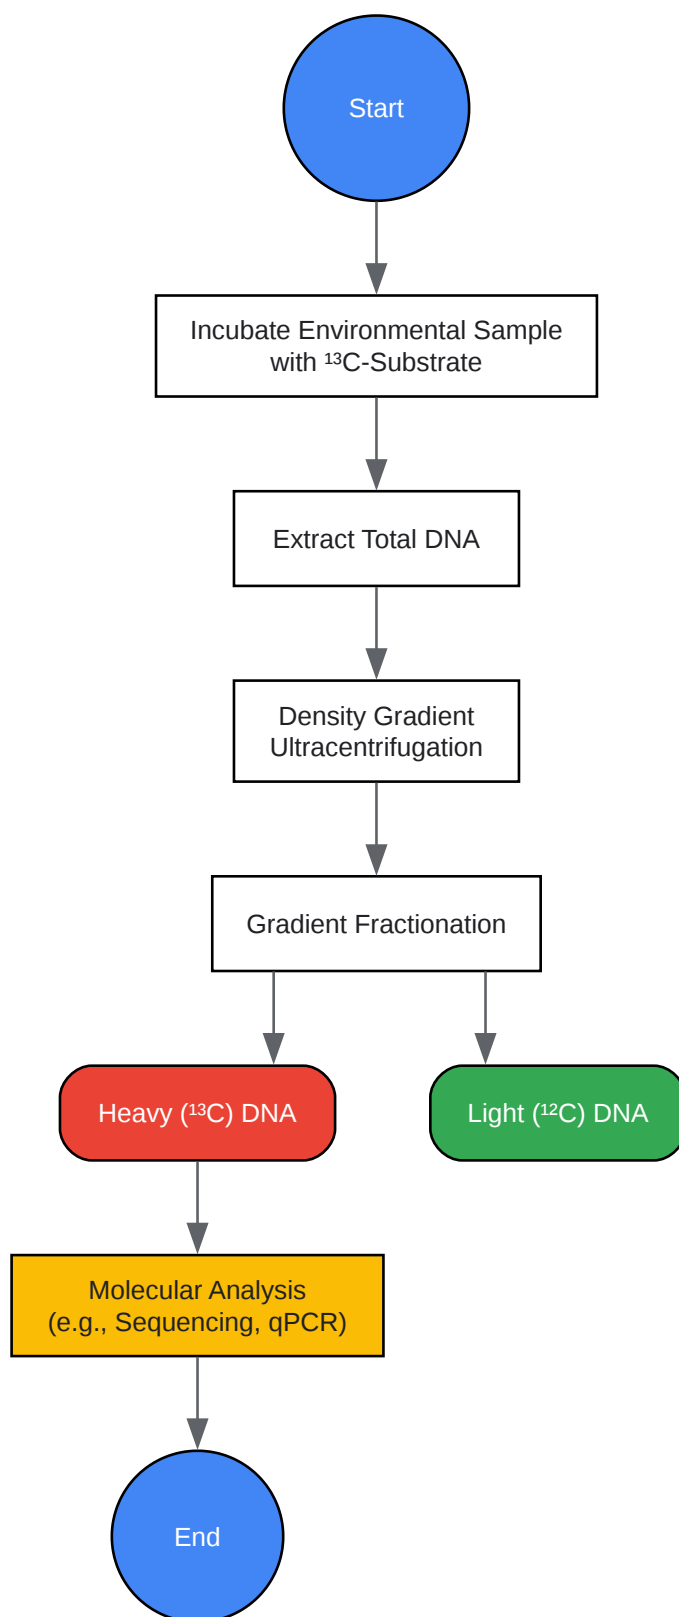 Start
Incubate Environmental Sample
with ¹³C-Substrate
Extract Total DNA
Density Gradient
Ultracentrifugation
Gradient Fractionation
Heavy (¹³C) DNA
Light (¹²C) DNA
Molecular Analysis
(e.g., Sequencing, qPCR)
End